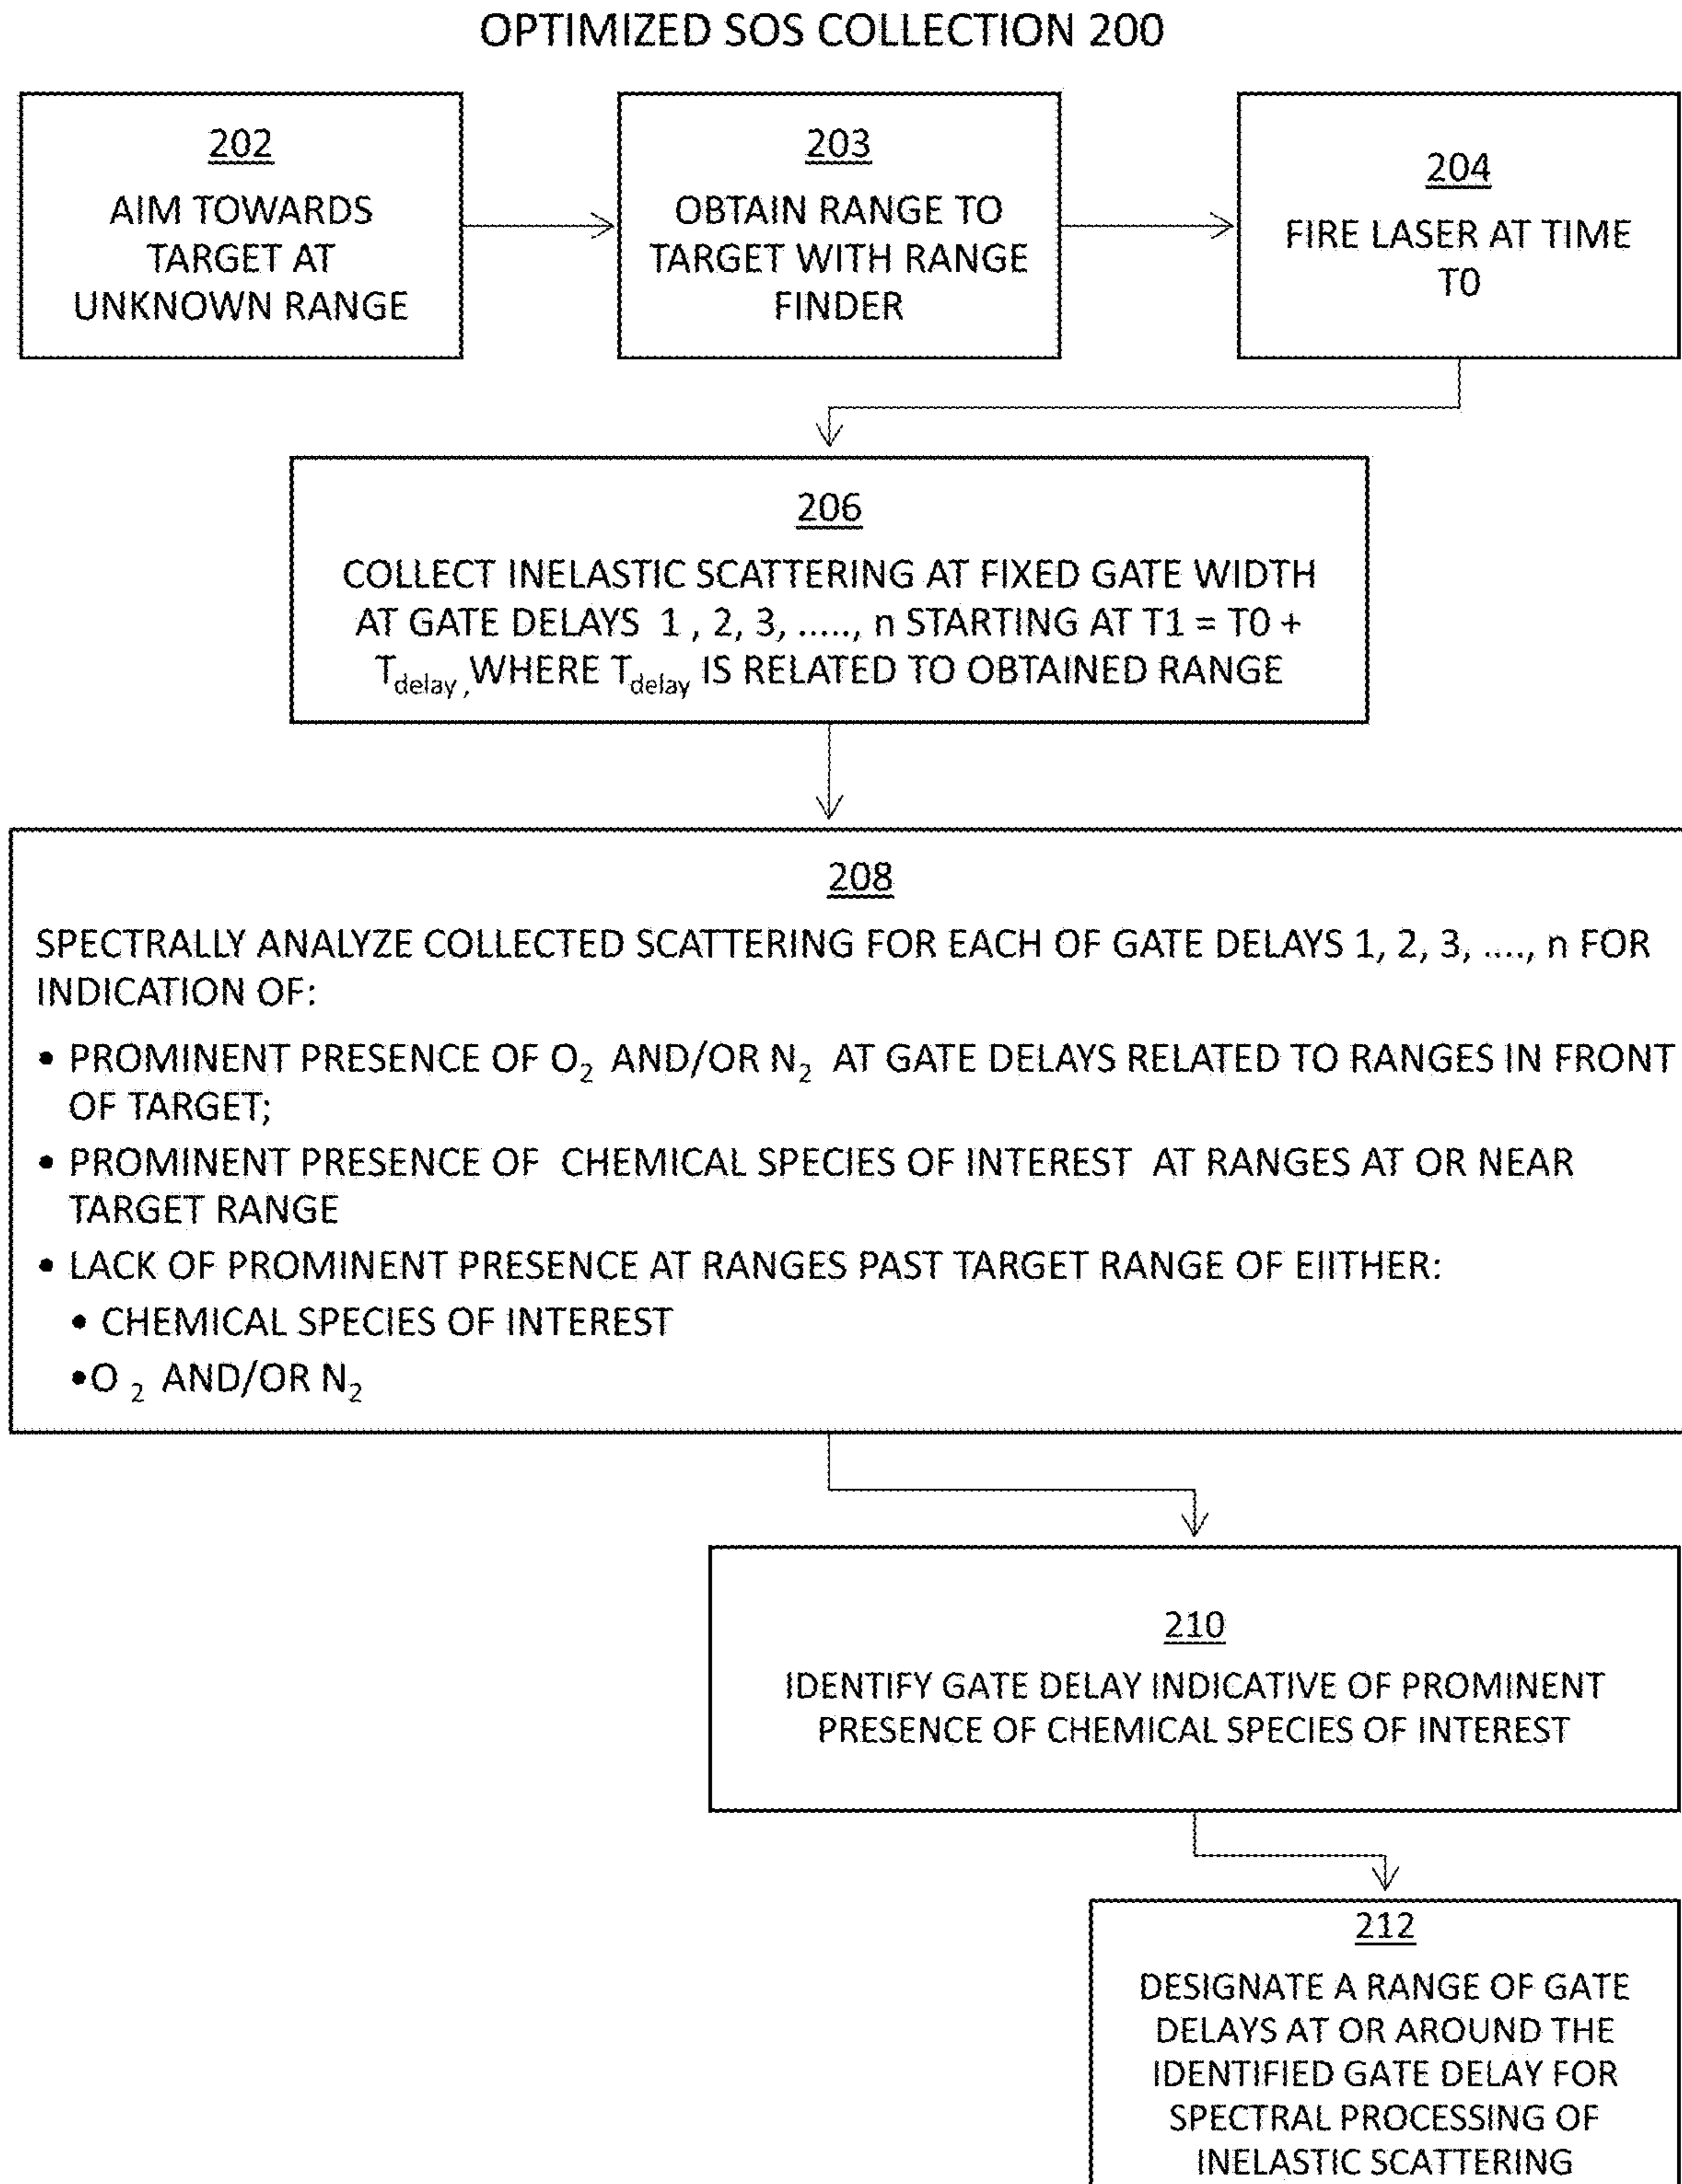 OPTIMIZED SOS COLLECTION 200
202
AIM TOWARDS
TARGET AT
UNKNOWN RANGE
203
OBTAIN RANGE TO
TARGET WITH RANGE
FINDER
204
FIRE LASER AT TIME
T0
206
COLLECT INELASTIC SCATTERING AT FIXED GATE WIDTH
AT GATE DELAYS 1 , 2, 3, ....., n STARTING AT T1 = T0 +
Tdelay, WHERE Tdelay IS RELATED TO OBTAINED RANGE
208
SPECTRALLY ANALYZE COLLECTED SCATTERING FOR EACH OF GATE DELAYS 1, 2, 3, ...., n FOR
INDICATION OF:
• PROMINENT PRESENCE OF O2 AND/OR N2 AT GATE DELAYS RELATED TO RANGES IN FRONT
OF TARGET;
• PROMINENT PRESENCE OF CHEMICAL SPECIES OF INTEREST AT RANGES AT OR NEAR
TARGET RANGE
• LACK OF PROMINENT PRESENCE AT RANGES PAST TARGET RANGE OF EIITHER:
• CHEMICAL SPECIES OF INTEREST
•O 2 AND/OR N2
210
IDENTIFY GATE DELAY INDICATIVE OF PROMINENT
PRESENCE OF CHEMICAL SPECIES OF INTEREST
212
DESIGNATE A RANGE OF GATE
DELAYS AT OR AROUND THE
IDENTIFIED GATE DELAY FOR
SPECTRAL PROCESSING OF
INELASTIC SCATTERING